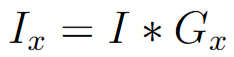 I_x = I * G_x